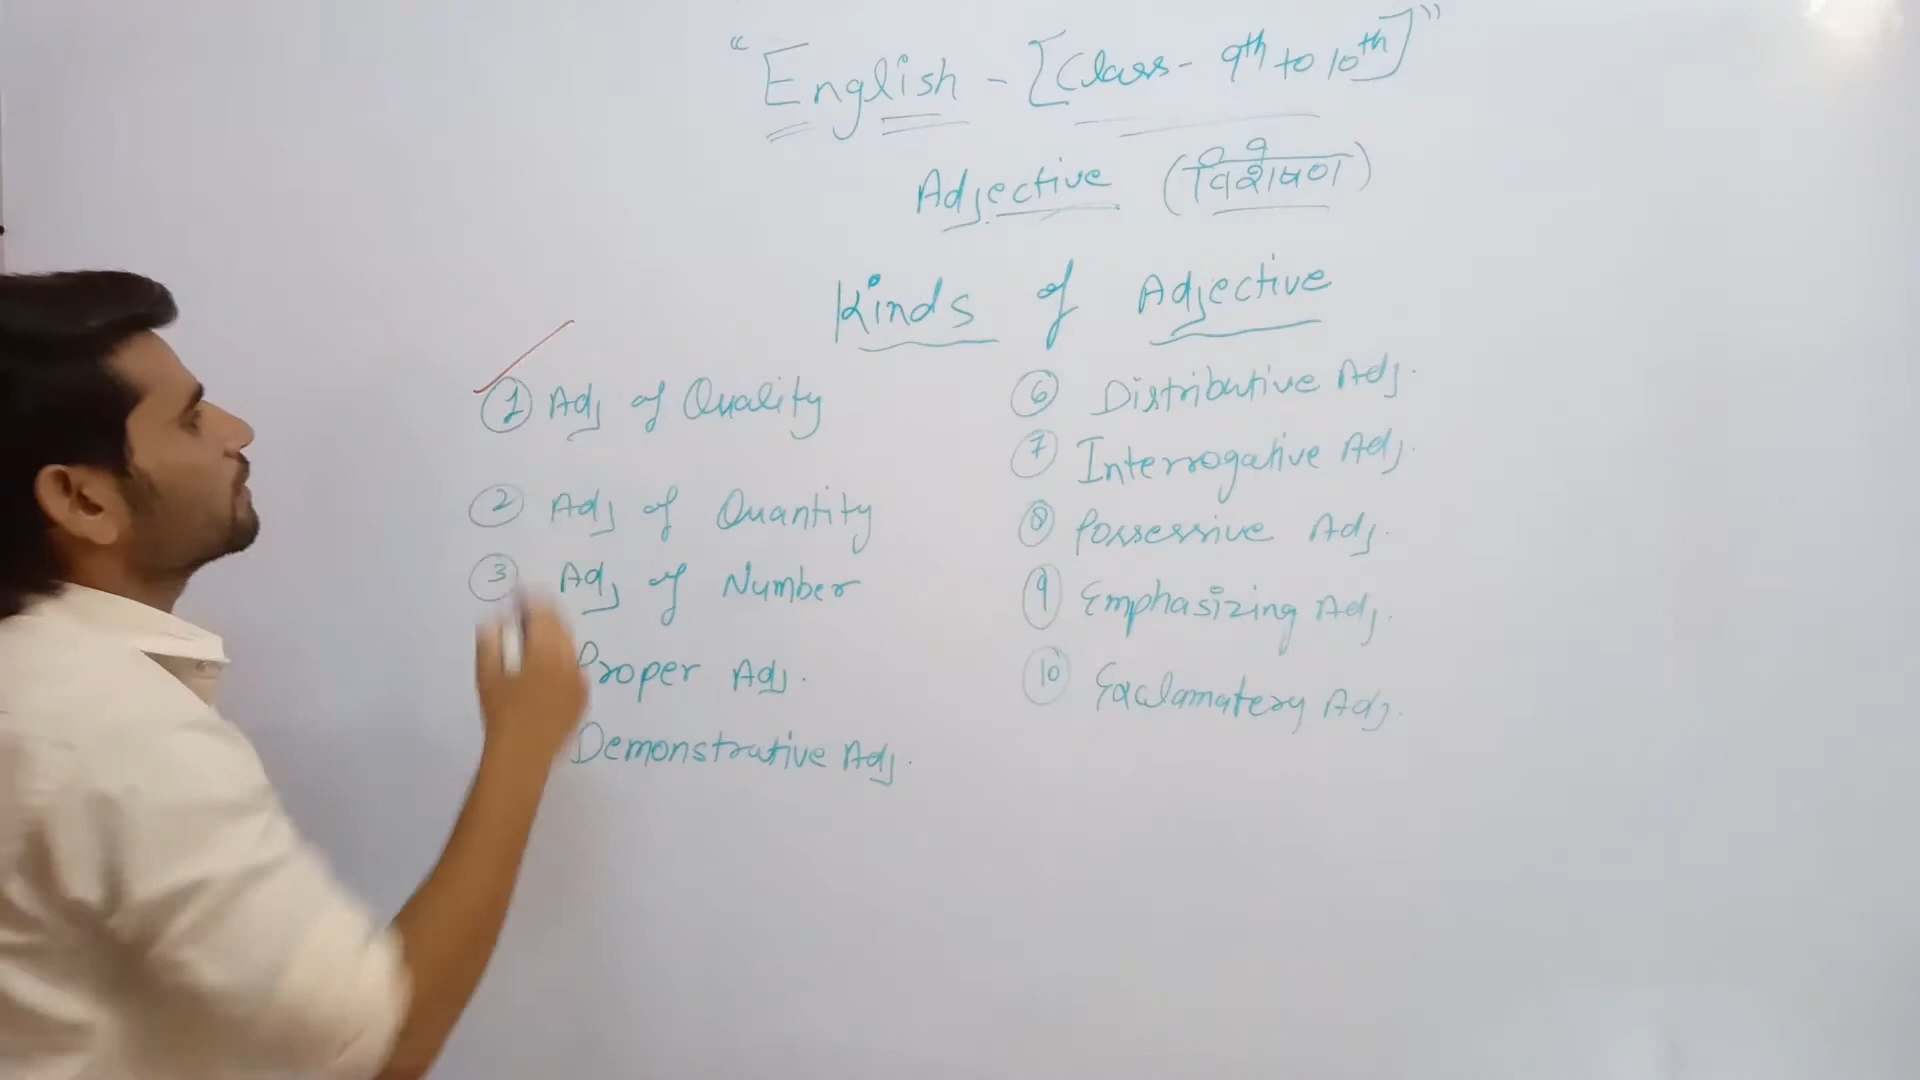 “English - [Class - 9th to 10th]”
Adjective (विशेषण)
Kinds of Adjective
① Adj of Quality
② Adj of Quantity
③ Adj of Number
Proper Adj.
Demonstrative Adj.
⑥ Distributive Adj.
⑦ Interrogative Adj.
⑧ Possessive Adj.
⑨ Emphasizing Adj.
⑩ Exclamatery Adj.